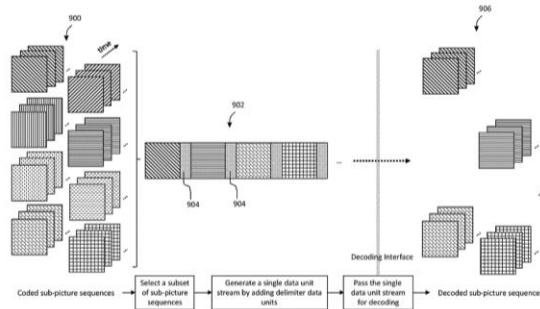 900
time
902
906
904
904
...
Decoding Interface
Coded sub-picture sequences
Select a subset
of sub-picture
sequences
Generate a single data unit
stream by adding delimiter data
units
Pass the single
data unit stream
for decoding
Decoded sub-picture sequence